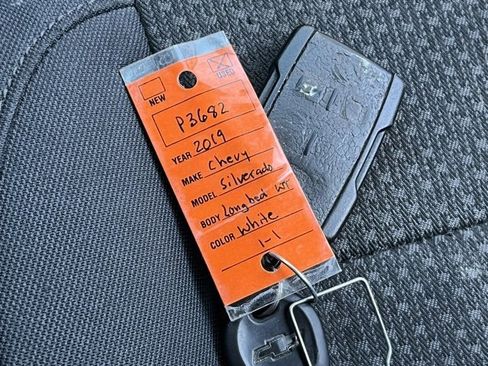 NEW USED
P3682
YEAR 2019
MAKE Chevy
MODEL Silverado
BODY Longbed WT
COLOR White
1-1